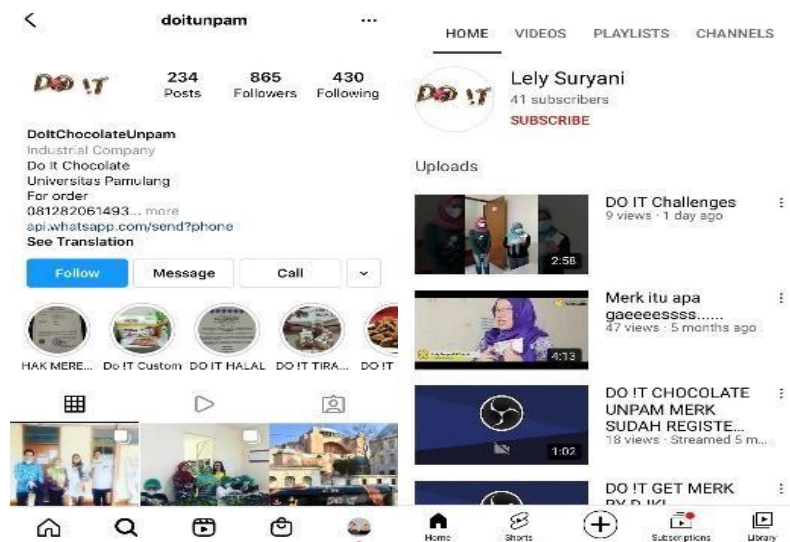 doitunpam
DO !T
234 865 430
Posts Followers Following
DoItChocolateUnpam
Industrial Company
Do It Chocolate
Universitas Pamulang
For order
081282061493... more
api.whatsapp.com/send?phone
See Translation
Follow Message Call
HAK MERE... Do !T Custom DO IT HALAL DO !T TIRA... DO !T
HOME VIDEOS PLAYLISTS CHANNELS
DO !T
Lely Suryani
41 subscribers
SUBSCRIBE
Uploads
DO IT Challenges
9 views · 1 day ago
2:58
Merk itu apa
gaeeeessss......
47 views · 5 months ago
4:13
DO !T CHOCOLATE
UNPAM MERK
SUDAH REGISTE...
18 views · Streamed 5 m...
1:02
DO !T GET MERK
Home Shorts Subscriptions Library